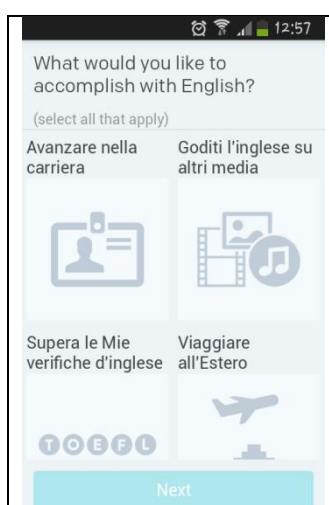 12:57
What would you like to
accomplish with English?
(select all that apply)
Avanzare nella
carriera
Goditi l'inglese su
altri media
Supera le Mie
verifiche d'inglese
Viaggiare
all'Estero
TOEFL
Next